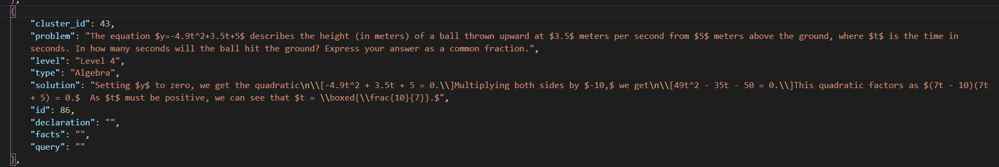 },
{
"cluster_id": 43,
"problem": "The equation $y=-4.9t^2+3.5t+5$ describes the height (in meters) of a ball thrown upward at $3.5$ meters per second from $5$ meters above the ground, where $t$ is the time in
seconds. In how many seconds will the ball hit the ground? Express your answer as a common fraction.",
"level": "Level 4",
"type": "Algebra",
"solution": "Setting $y$ to zero, we get the quadratic\n\\[-4.9t^2 + 3.5t + 5 = 0.\\]Multiplying both sides by $-10,$ we get\n\\[49t^2 - 35t - 50 = 0.\\]This quadratic factors as $(7t - 10)(7t
+ 5) = 0.$  As $t$ must be positive, we can see that $t = \\boxed{\\frac{10}{7}}.$",
"id": 86,
"declaration": "",
"facts": "",
"query": ""
},